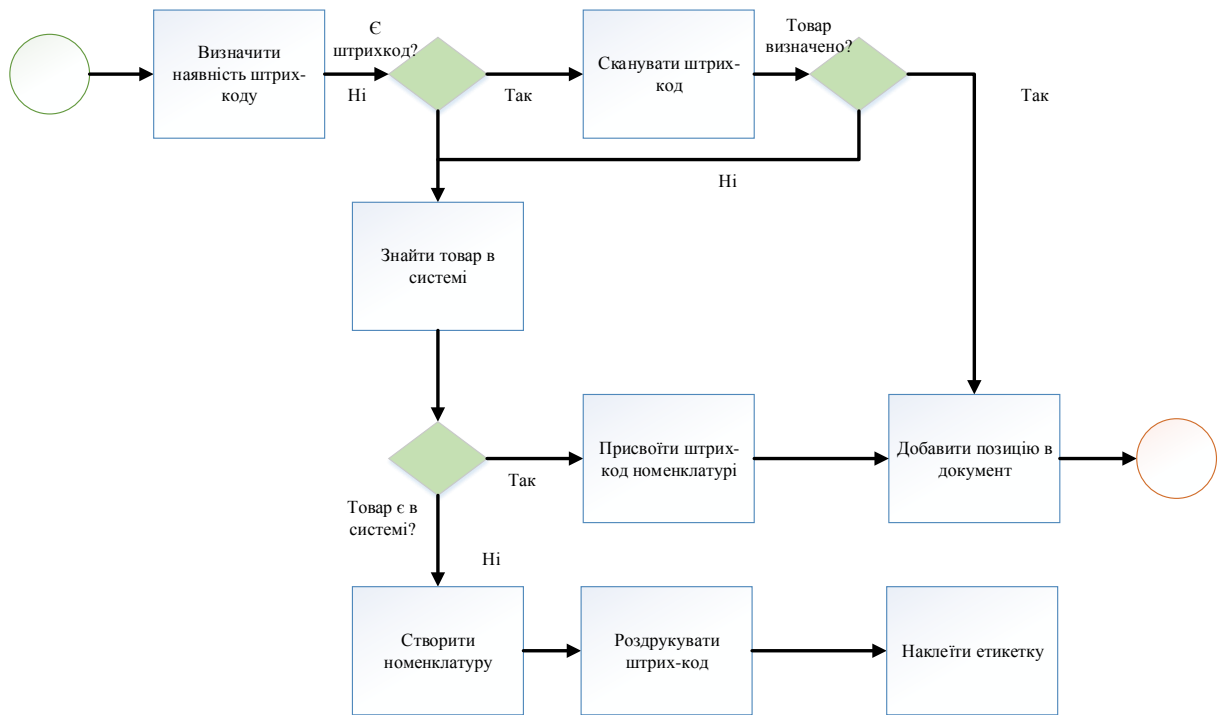 Визначити
наявність штрих-
коду
Є
штрихкод?
Ні
Так
Сканувати штрих-
код
Товар
визначено?
Так
Ні
Знайти товар в
системі
Товар є в
системі?
Так
Присвоїти штрих-
код номенклатурі
Добавити позицію в
документ
Ні
Створити
номенклатуру
Роздрукувати
штрих-код
Наклеїти етикетку